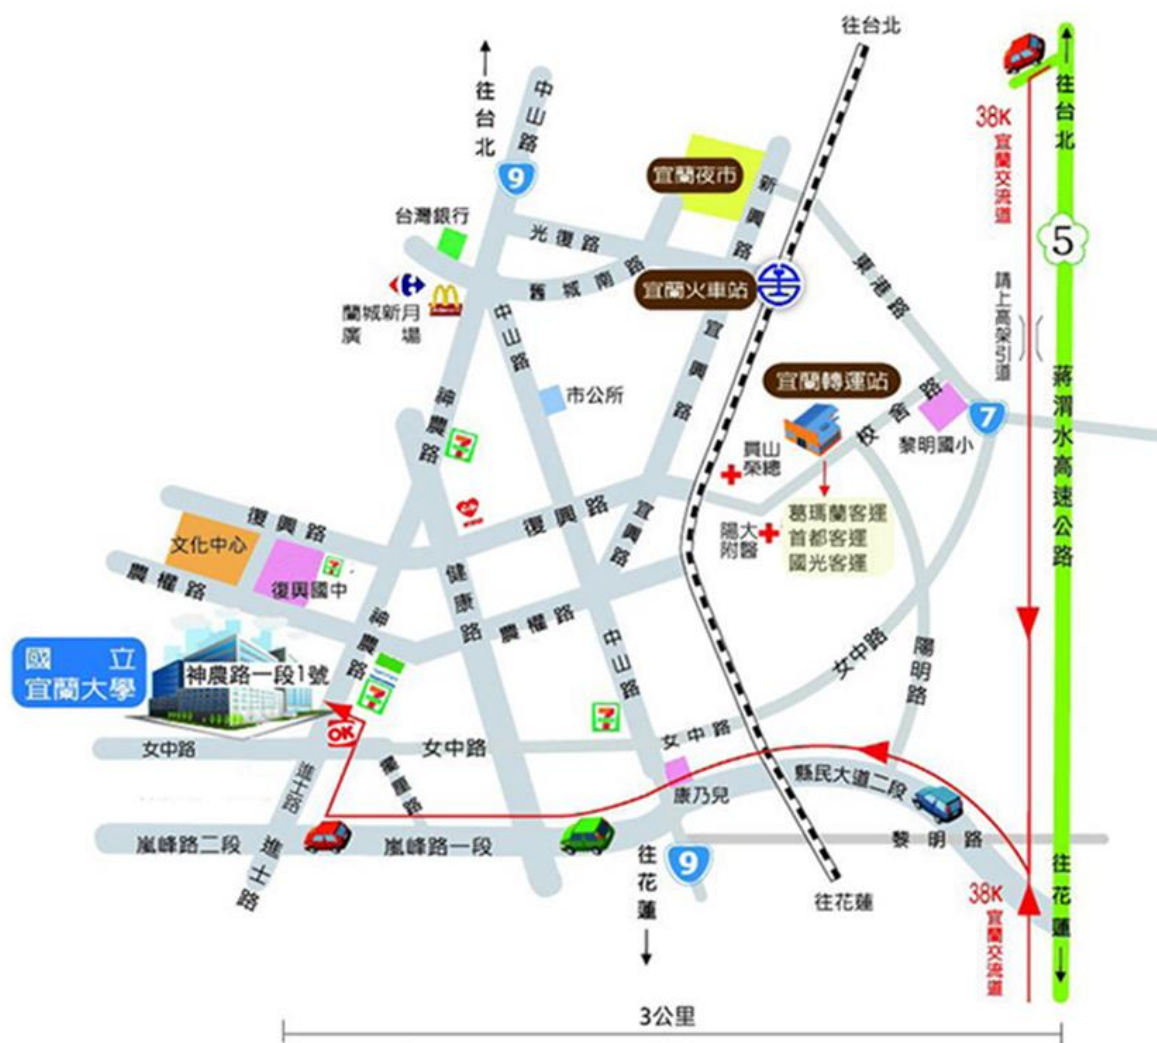 往台北
往台北
中山路
9
往台北
38K
宜蘭交流道
5
宜蘭夜市
新興路
台灣銀行
光復路
舊城南路
東港路
宜蘭火車站
請上高架引道
蘭城新月
廣場
中山路
宜興路
宜蘭轉運站
蔣渭水高速公路
神農路
市公所
校舍路
7
黎明國小
員山
榮總
復興路
復興路
宜興路
陽大
附醫
葛瑪蘭客運
首都客運
國光客運
文化中心
復興國中
農權路
健康路
農權路
神農路
中山路
女中路
陽明路
國立
宜蘭大學
神農路一段1號
OK
女中路
女中路
女中路
進士路
康乃兒
縣民大道二段
嵐峰路二段
進士路
嵐峰路一段
黎明路
往花蓮
9
往花蓮
38K
宜蘭交流道
往花蓮
3公里